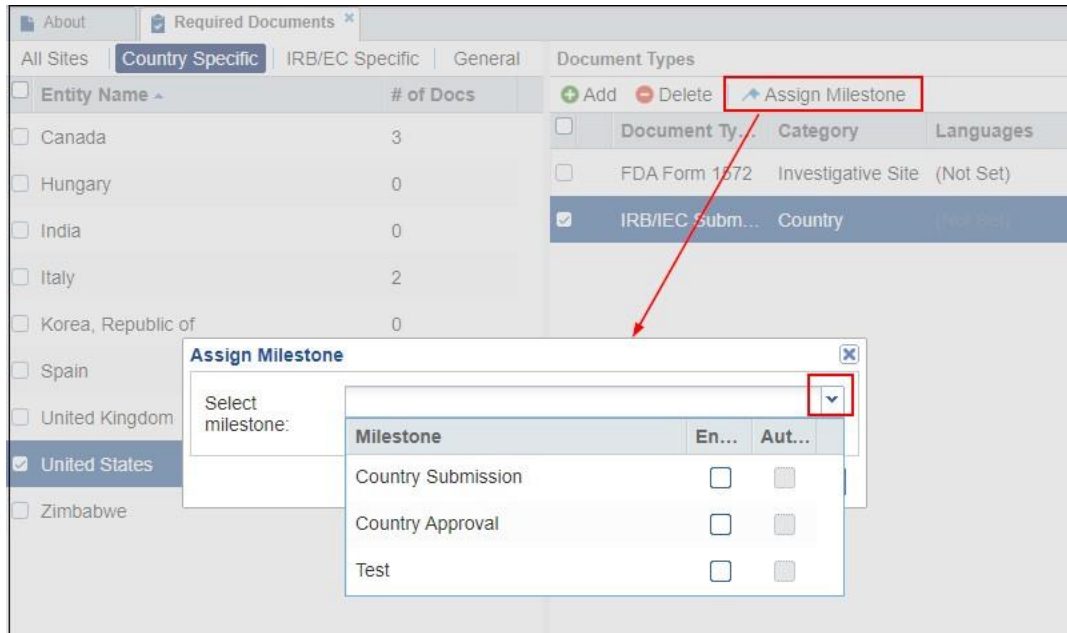 About
Required Documents
All Sites Country Specific IRB/EC Specific General
Entity Name # of Docs
Canada 3
Hungary 0
India 0
Italy 2
Korea, Republic of 0
Spain
United Kingdom
United States
Zimbabwe
Document Types
Add Delete Assign Milestone
Document Ty... Category Languages
FDA Form 1572 Investigative Site (Not Set)
IRB/IEC Subm... Country (Not Set)
Assign Milestone
Select
milestone:
Milestone En... Aut...
Country Submission
Country Approval
Test